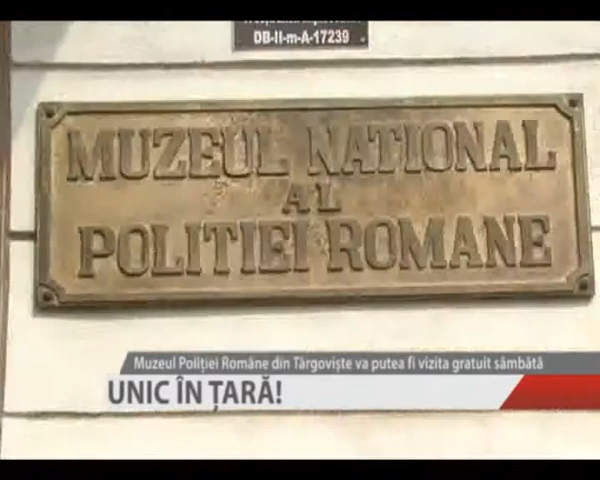 DB-II-m-A-17239
MUZEUL NATIONAL
AL
POLITIEI ROMANE
Muzeul Poliției Române din Târgoviște va putea fi vizita gratuit sâmbătă
UNIC ÎN ȚARĂ!